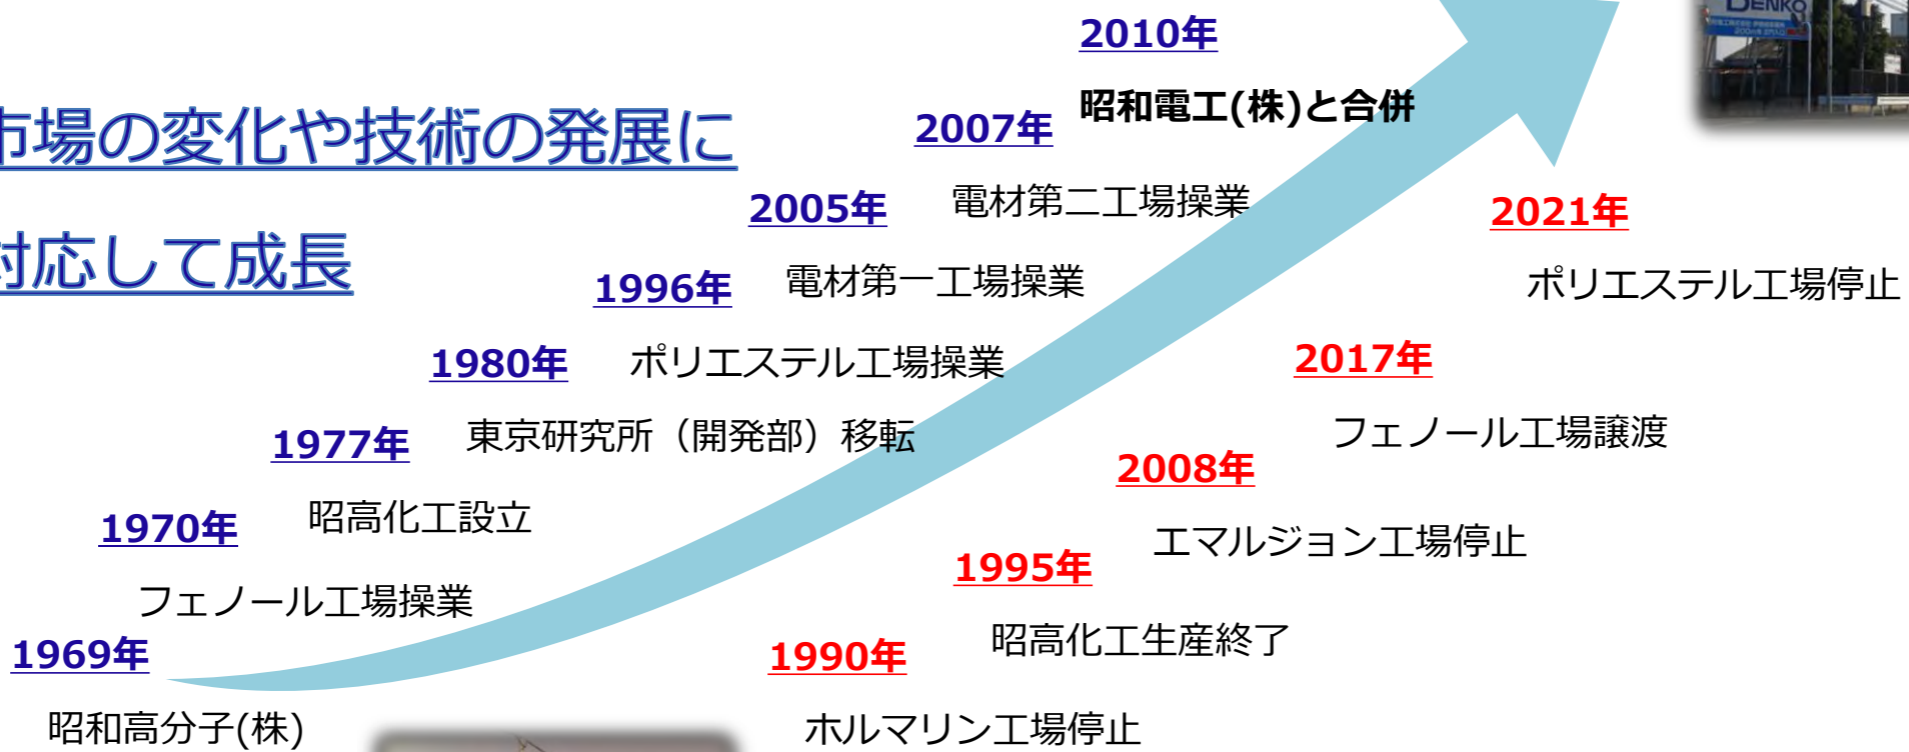 市場の変化や技術の発展に
対応して成長
2010年
昭和電工(株)と合併
2007年
電材第二工場操業
2005年
電材第一工場操業
1996年
ポリエステル工場操業
1980年
東京研究所（開発部）移転
1977年
昭高化工設立
1970年
フェノール工場操業
1969年
昭和高分子(株)
2021年
ポリエステル工場停止
2017年
フェノール工場譲渡
2008年
エマルジョン工場停止
1995年
昭高化工生産終了
1990年
ホルマリン工場停止
DENKO